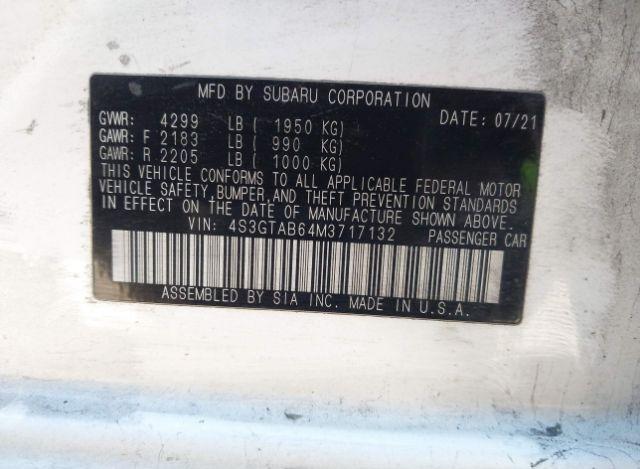 MFD BY SUBARU CORPORATION DATE: 07/21
GVWR: 4299 LB ( 1950 KG)
GAWR: F 2183 LB ( 990 KG)
GAWR: R 2205 LB ( 1000 KG)
THIS VEHICLE CONFORMS TO ALL APPLICABLE FEDERAL MOTOR
VEHICLE SAFETY, BUMPER, AND THEFT PREVENTION STANDARDS
IN EFFECT ON THE DATE OF MANUFACTURE SHOWN ABOVE.
VIN: 4S3GTAB64M3717132 PASSENGER CAR
ASSEMBLED BY SIA INC. MADE IN U.S.A.